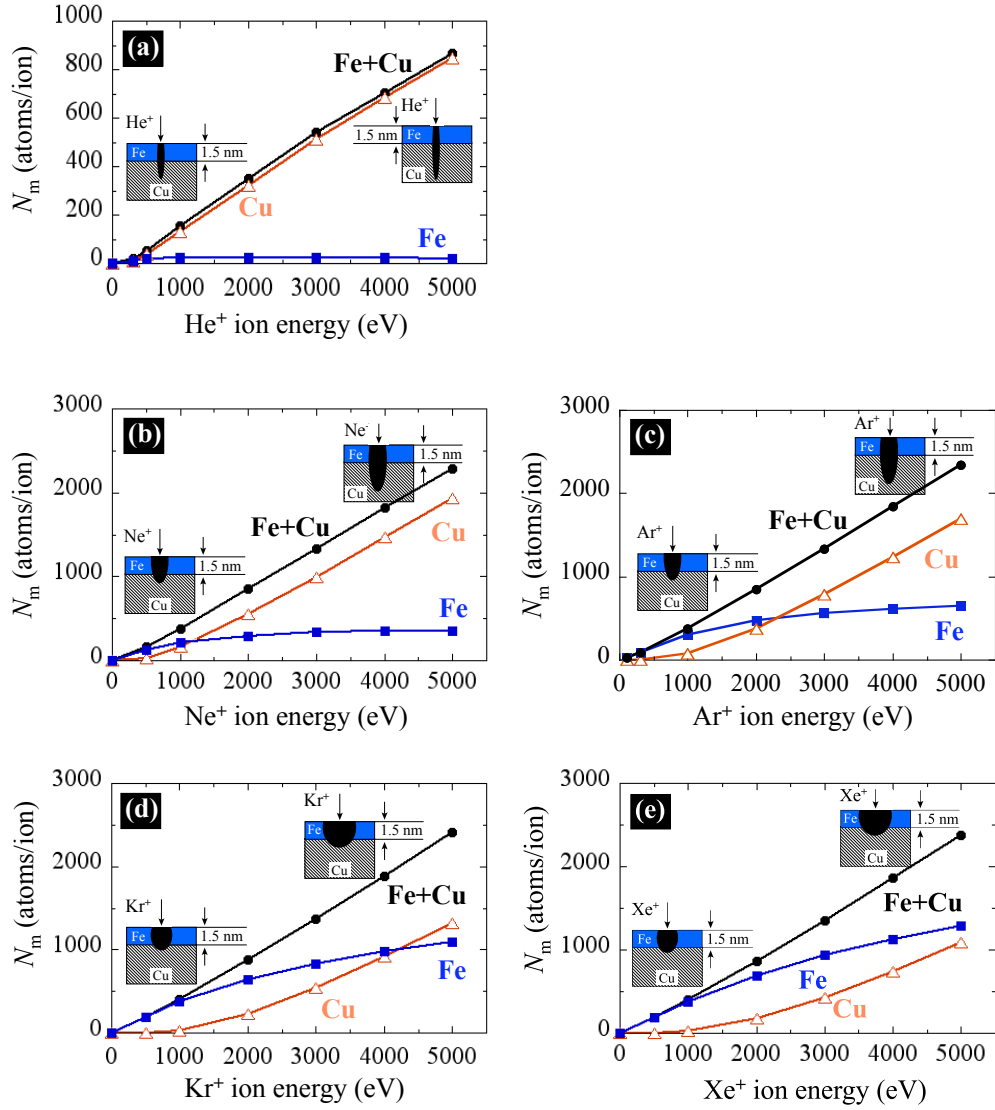 (a)
1000
800
600
400
200
0
N_m (atoms/ion)
Fe+Cu
He⁺
He⁺
Fe
1.5 nm
Cu
1.5 nm
Fe
Cu
Cu
Fe
0 1000 2000 3000 4000 5000
He⁺ ion energy (eV)
(b)
3000
2000
1000
0
N_m (atoms/ion)
Ne⁻
Fe
1.5 nm
Cu
Fe+Cu
Cu
Ne⁺
Fe
1.5 nm
Cu
Fe
0 1000 2000 3000 4000 5000
Ne⁺ ion energy (eV)
(c)
3000
2000
1000
0
N_m (atoms/ion)
Ar⁺
Fe
1.5 nm
Cu
Fe+Cu
Ar⁺
Fe
1.5 nm
Cu
Cu
Fe
0 1000 2000 3000 4000 5000
Ar⁺ ion energy (eV)
(d)
3000
2000
1000
0
N_m (atoms/ion)
Kr⁺
Fe
1.5 nm
Cu
Fe+Cu
Kr⁺
Fe
1.5 nm
Cu
Fe
Cu
0 1000 2000 3000 4000 5000
Kr⁺ ion energy (eV)
(e)
3000
2000
1000
0
N_m (atoms/ion)
Xe⁺
Fe
1.5 nm
Cu
Fe+Cu
Xe⁺
Fe
1.5 nm
Cu
Fe
Cu
0 1000 2000 3000 4000 5000
Xe⁺ ion energy (eV)